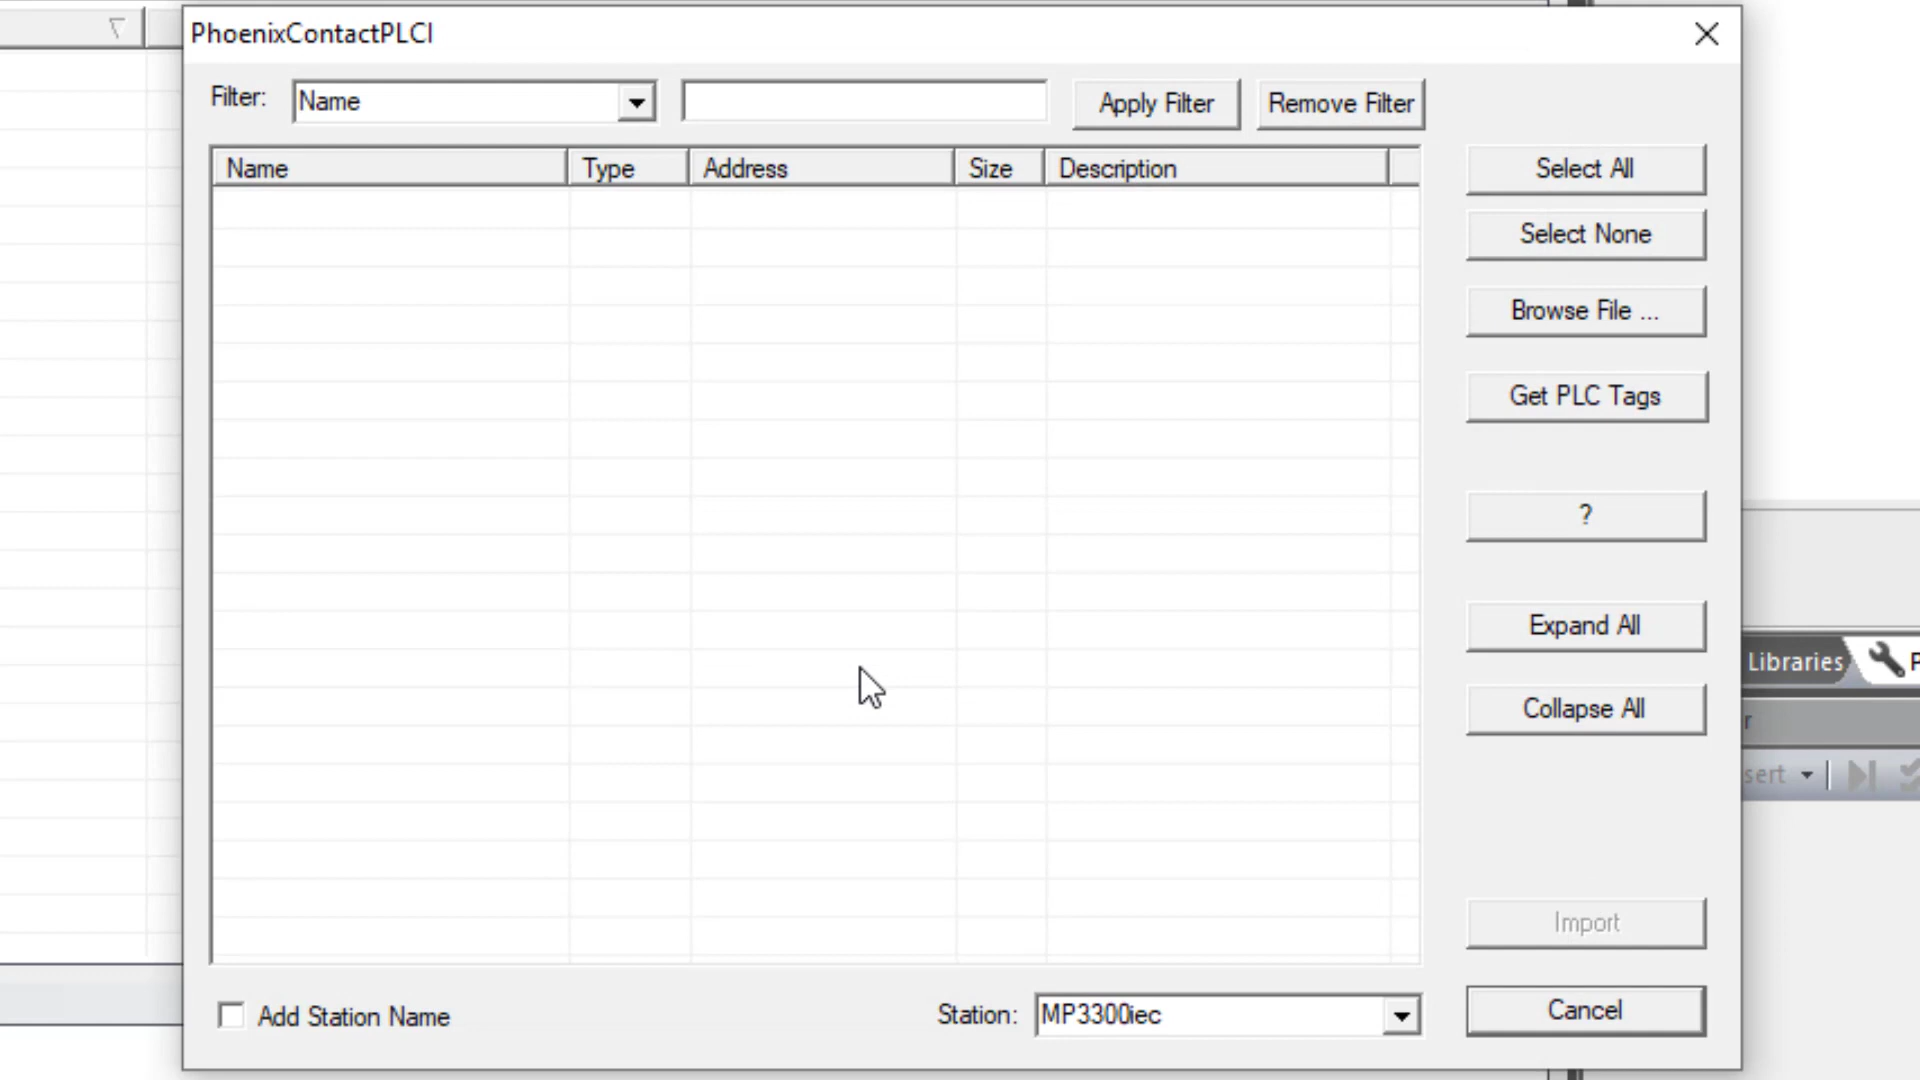 PhoenixContactPLCI
Filter: Name Apply Filter Remove Filter
Name Type Address Size Description
Select All
Select None
Browse File ...
Get PLC Tags
?
Expand All
Collapse All
Import
Cancel
Add Station Name Station: MP3300iec
Libraries